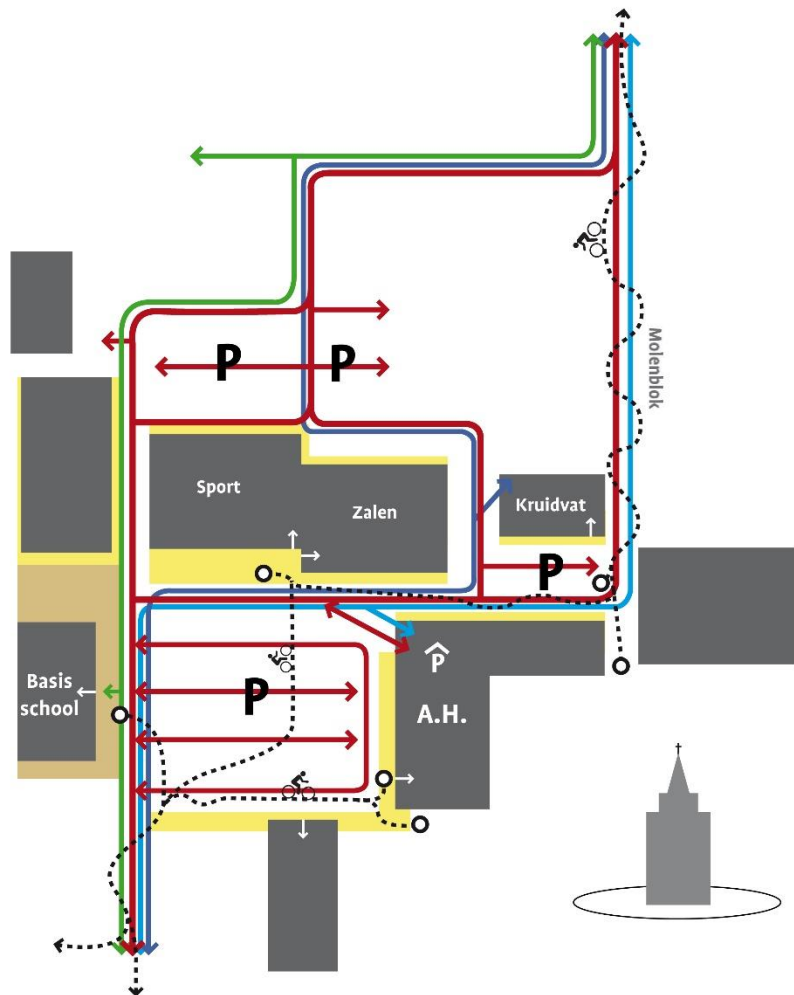 Molenblok
P
P
Sport
Zalen
Kruidvat
P
Basis
school
P
P
A.H.